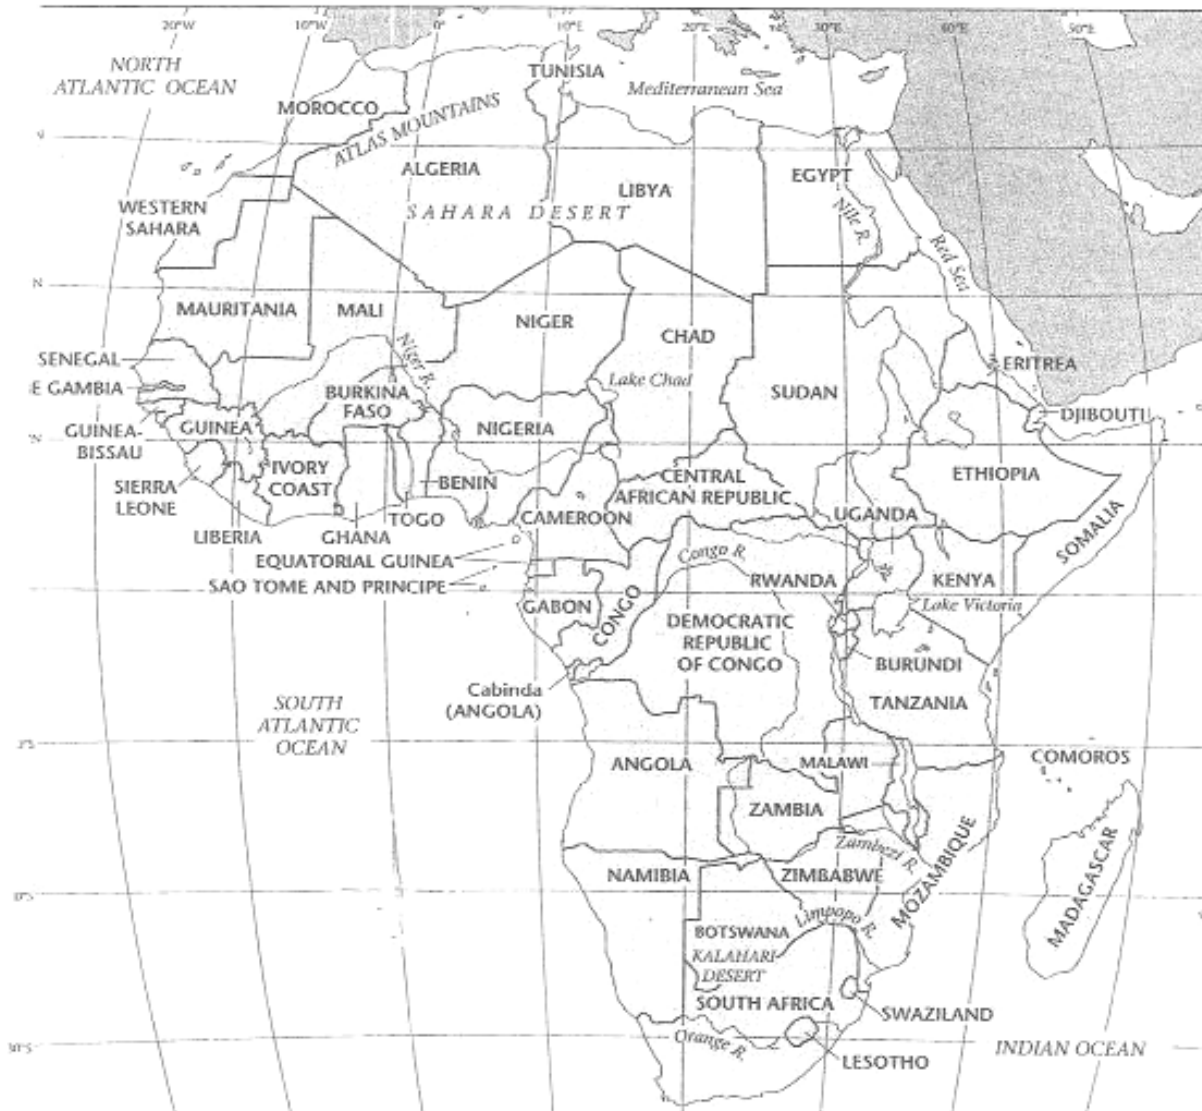 20°W
10°W
0°
10°E
20°E
30°E
40°E
50°E
NORTH
ATLANTIC OCEAN
TUNISIA
Mediterranean Sea
MOROCCO
ATLAS MOUNTAINS
N
ALGERIA
LIBYA
EGYPT
WESTERN
SAHARA
SAHARA DESERT
Nile R.
Red Sea
N
MAURITANIA
MALI
NIGER
CHAD
SENEGAL
Niger R.
Lake Chad
ERITREA
E GAMBIA
BURKINA
FASO
SUDAN
DJIBOUTI
GUINEA-
BISSAU
GUINEA
NIGERIA
N
IVORY
COAST
BENIN
CENTRAL
AFRICAN REPUBLIC
ETHIOPIA
SIERRA
LEONE
TOGO
CAMEROON
UGANDA
SOMALIA
LIBERIA
GHANA
EQUATORIAL GUINEA
Congo R.
SAO TOME AND PRINCIPE
RWANDA
KENYA
GABON
CONGO
Lake Victoria
DEMOCRATIC
REPUBLIC
OF CONGO
BURUNDI
Cabinda
(ANGOLA)
TANZANIA
SOUTH
ATLANTIC
OCEAN
°S
ANGOLA
MALAWI
COMOROS
ZAMBIA
Zambezi R.
MOZAMBIQUE
MADAGASCAR
NAMIBIA
ZIMBABWE
°S
Limpopo R.
BOTSWANA
KALAHARI
DESERT
SOUTH AFRICA
SWAZILAND
Orange R.
30°S
LESOTHO
INDIAN OCEAN